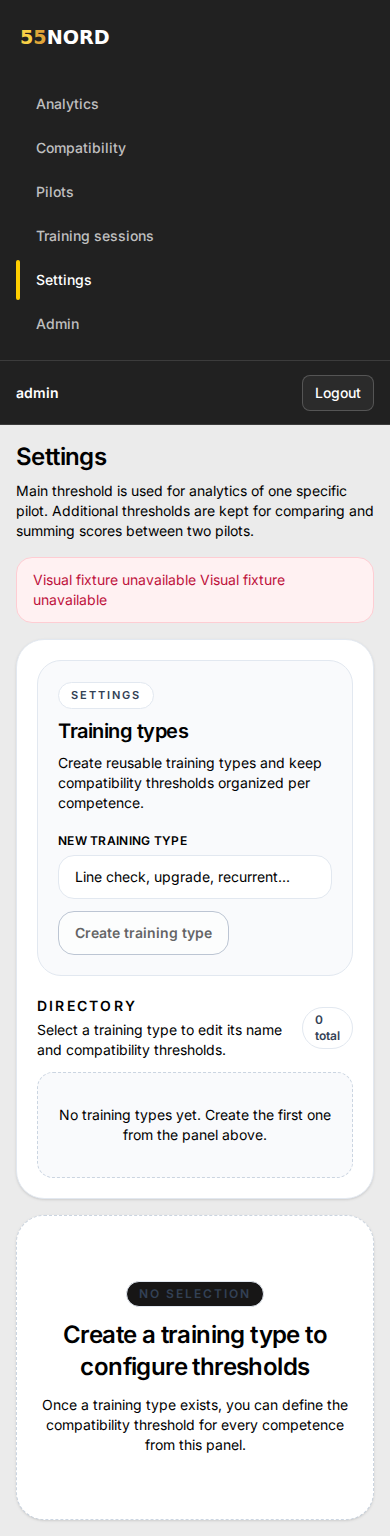 55NORD
Analytics
Compatibility
Pilots
Training sessions
Settings
Admin
admin
Logout
Settings
Main threshold is used for analytics of one specific
pilot. Additional thresholds are kept for comparing and
summing scores between two pilots.
Visual fixture unavailable Visual fixture
unavailable
SETTINGS
Training types
Create reusable training types and keep
compatibility thresholds organized per
competence.
NEW TRAINING TYPE
Line check, upgrade, recurrent...
Create training type
DIRECTORY
Select a training type to edit its name
and compatibility thresholds.
0
total
No training types yet. Create the first one
from the panel above.
NO SELECTION
Create a training type to
configure thresholds
Once a training type exists, you can define the
compatibility threshold for every competence
from this panel.